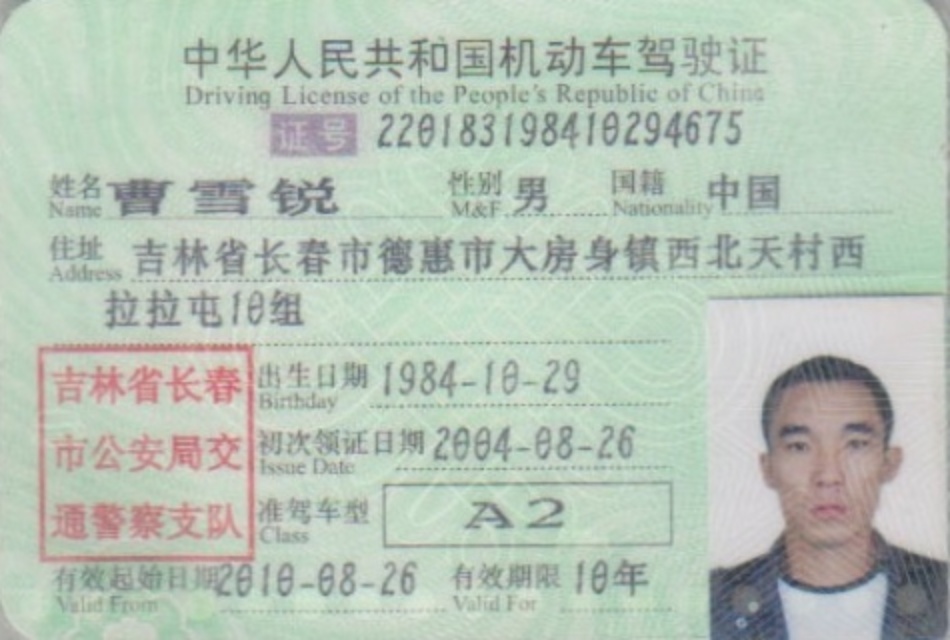 中华人民共和国机动车驾驶证
Driving License of the People's Republic of China
证号 220183198410294675
姓名 曹雪锐 性别 男 国籍 中国
Name M&F Nationality
住址 吉林省长春市德惠市大房身镇西北天村西
Address
拉拉屯10组
吉林省长春
市公安局交
通警察支队
出生日期 1984-10-29
Birthday
初次领证日期 2004-08-26
Issue Date
准驾车型 A2
Class
有效起始日期 2010-08-26 有效期限 10年
Valid From Valid For